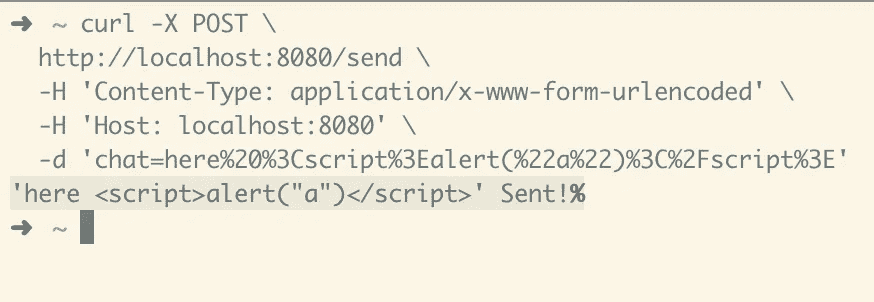 ➜ ~ curl -X POST \
  http://localhost:8080/send \
  -H 'Content-Type: application/x-www-form-urlencoded' \
  -H 'Host: localhost:8080' \
  -d 'chat=here%20%3Cscript%3Ealert(%22a%22)%3C%2Fscript%3E'
'here <script>alert("a")</script>' Sent!%
➜ ~